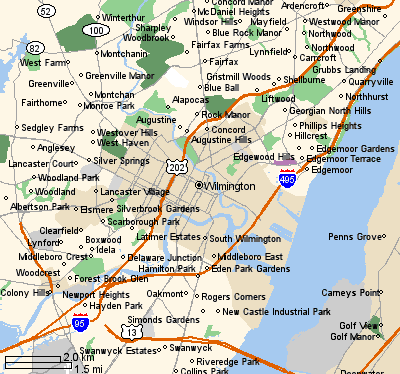 Concord Manor
Ardencroft
Greenshire
52
Winterthur
McDaniel Heights
Windsor Hills
Mayfield
Westwood Manor
100
Sharpley
Woodbrook
Blue Rock Manor
Northwood
82
Montchanin
Fairfax Farms
Lynnfield
Northwood
West Farm
Fairfax
Carrcroft
Grubbs Landing
Greenville Manor
Gristmill Woods
Shellburne
Quarryville
Blue Ball
Greenville
Montchan
Alapocas
Liftwood
Northhurst
Fairthorne
Monroe Park
Rock Manor
Georgian North Hills
Augustine
Phillips Heights
Sedgley Farms
Westover Hills
Concord
Hillcrest
West Haven
Augustine Hills
Anglesey
Edgemoor Gardens
Edgewood Hills
Edgemoor Terrace
Lancaster Court
Silver Springs
202
Edgemoor
Woodland Park
495
Woodland
Lancaster Village
Wilmington
Albertson Park
Elsmere
Silverbrook Gardens
Scarborough Park
Clearfield
Latimer Estates
South Wilmington
Penns Grove
Lynford
Boxwood
Idela
Middleboro Crest
Delaware Junction
Middleboro East
Woodcrest
Hamilton Park
Eden Park Gardens
Forest Brook Glen
Colony Hills
Newport Heights
Oakmont
Rogers Corners
Carneys Point
Hayden Park
New Castle Industrial Park
95
Simonds Gardens
Golf View
13
Golf Manor
2.0 km
Swanwyck Estates
Swanwyck
1.5 mi
Riveredge Park
Collins Park
Deepwater